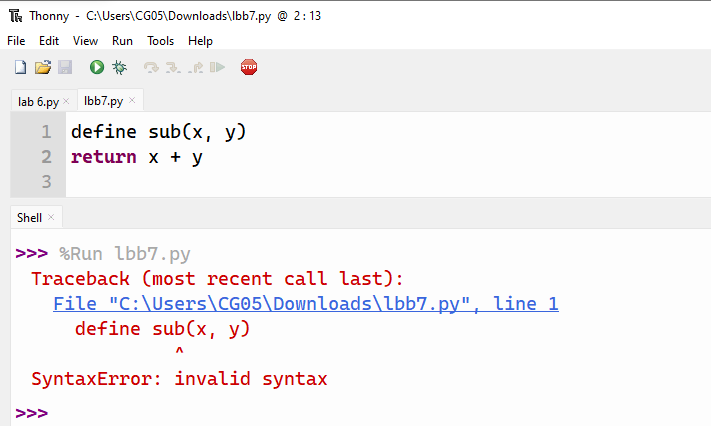 Thonny - C:\Users\CG05\Downloads\lbb7.py @ 2:13
File Edit View Run Tools Help
STOP
lab 6.py × lbb7.py ×
1 define sub(x, y)
2 return x + y
3
Shell ×
>>> %Run lbb7.py
Traceback (most recent call last):
File "C:\Users\CG05\Downloads\lbb7.py", line 1
define sub(x, y)
^
SyntaxError: invalid syntax
>>>